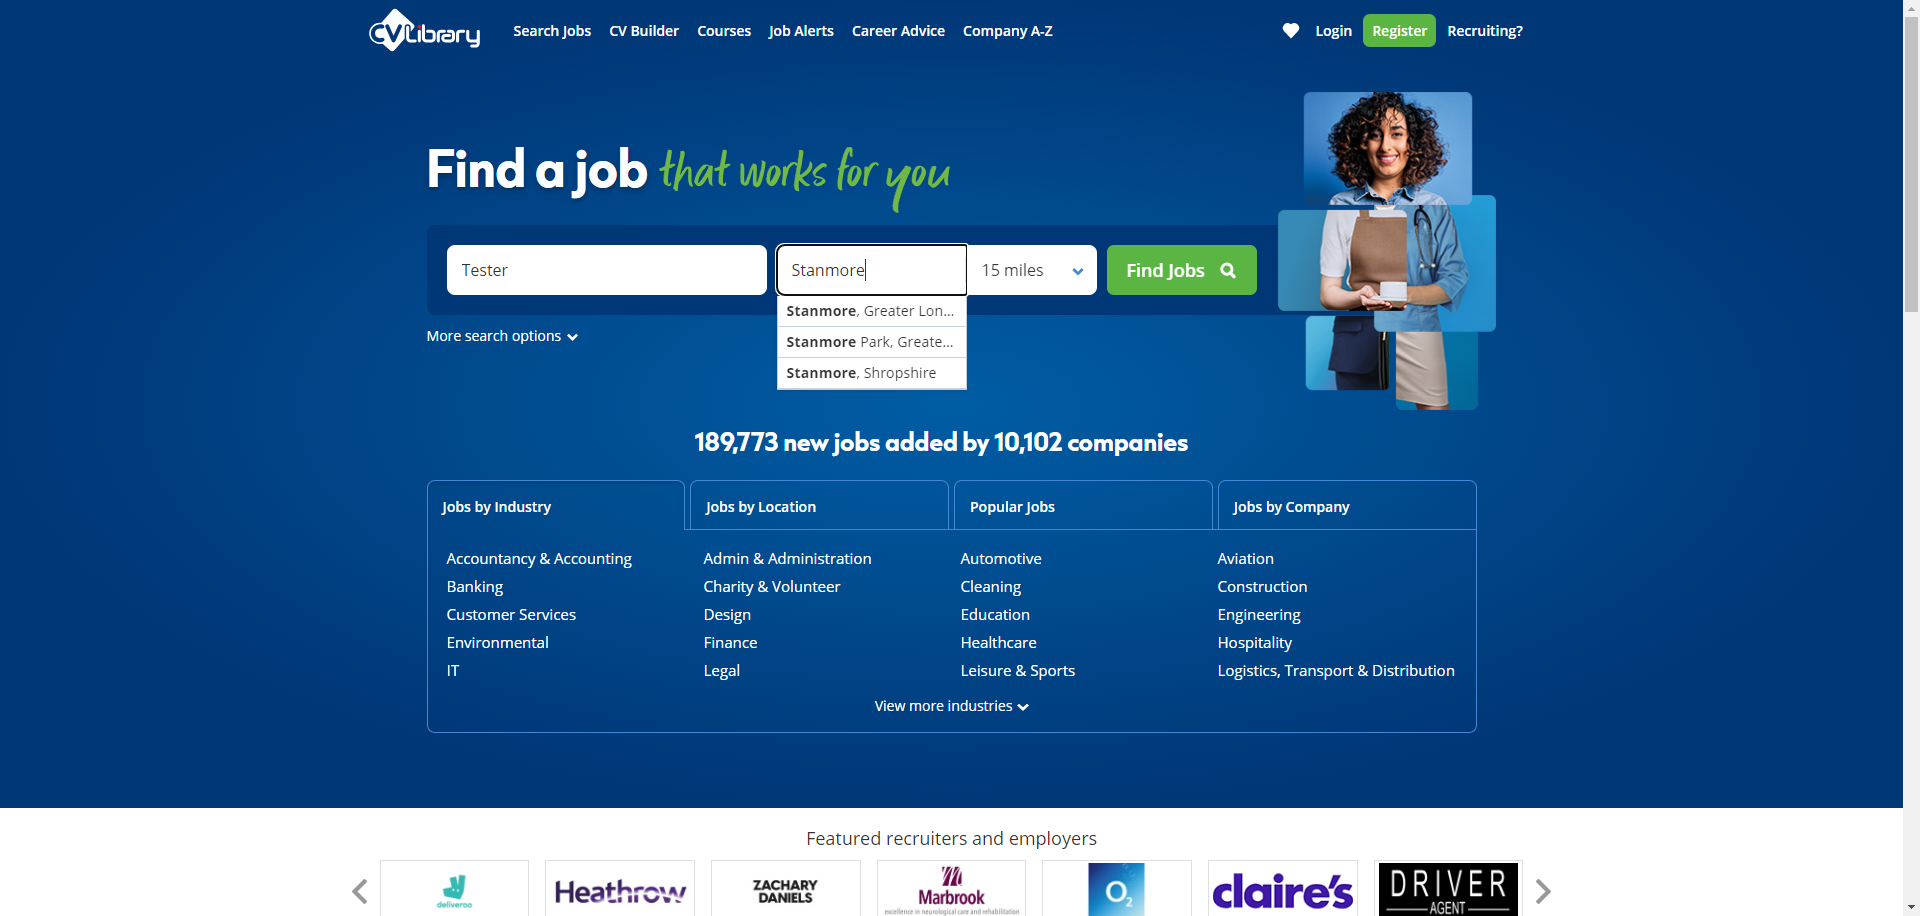 CVLibrary
Search Jobs
CV Builder
Courses
Job Alerts
Career Advice
Company A-Z
Login
Register
Recruiting?
Find a job that works for you
Tester
Stanmore
15 miles
Find Jobs
Stanmore, Greater Lon...
Stanmore Park, Greate...
Stanmore, Shropshire
More search options
189,773 new jobs added by 10,102 companies
Jobs by Industry
Jobs by Location
Popular Jobs
Jobs by Company
Accountancy & Accounting
Admin & Administration
Automotive
Aviation
Banking
Charity & Volunteer
Cleaning
Construction
Customer Services
Design
Education
Engineering
Environmental
Finance
Healthcare
Hospitality
IT
Legal
Leisure & Sports
Logistics, Transport & Distribution
View more industries
Featured recruiters and employers
deliveroo
Heathrow
ZACHARY
DANIELS
Marbrook
excellence in neurological care and rehabilitation
O2
claire's
DRIVER
AGENT